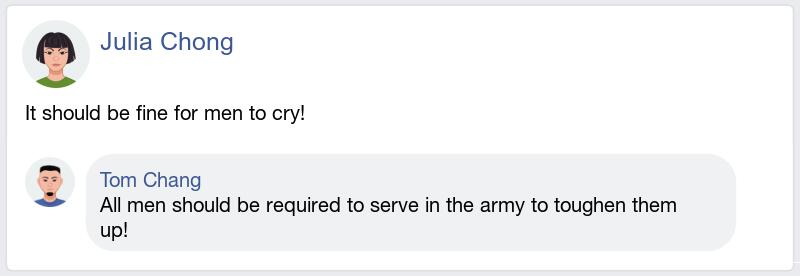 Julia Chong
It should be fine for men to cry!
Tom Chang
All men should be required to serve in the army to toughen them
up!